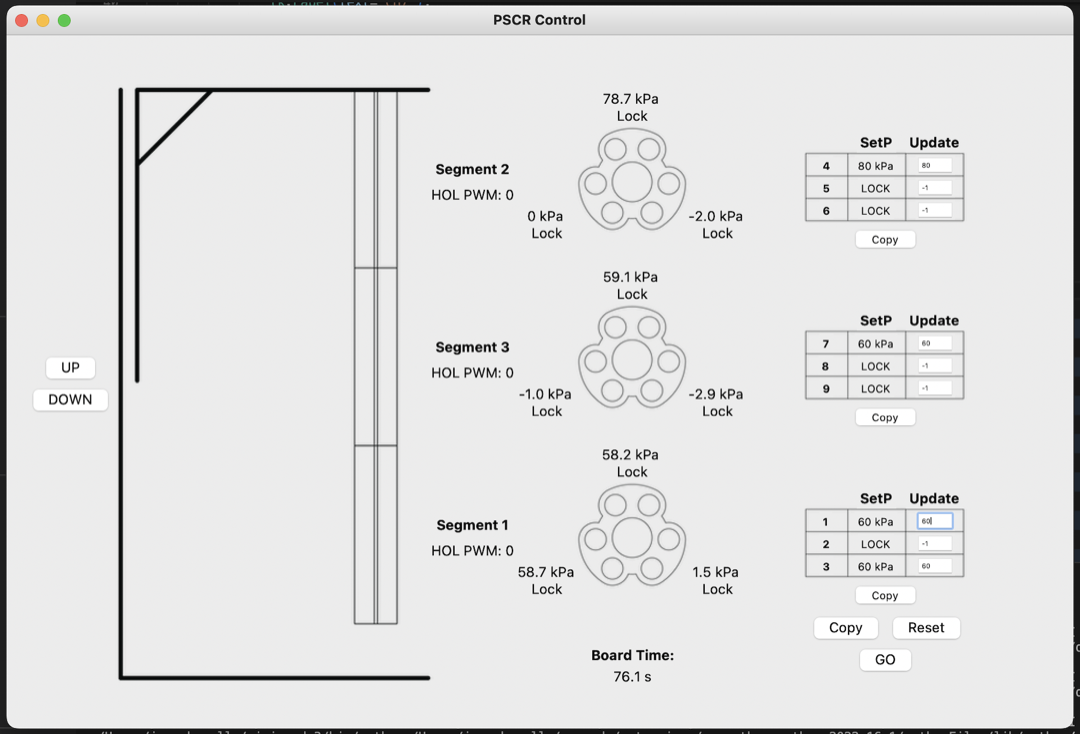 PSCR Control
78.7 kPa
Lock
Segment 2
HOL PWM: 0
0 kPa
Lock
-2.0 kPa
Lock
SetP Update
4 80 kPa 80
5 LOCK -1
6 LOCK -1
Copy
59.1 kPa
Lock
Segment 3
HOL PWM: 0
-1.0 kPa
Lock
-2.9 kPa
Lock
SetP Update
7 60 kPa 60
8 LOCK -1
9 LOCK -1
Copy
UP
DOWN
58.2 kPa
Lock
Segment 1
HOL PWM: 0
58.7 kPa
Lock
1.5 kPa
Lock
SetP Update
1 60 kPa 60
2 LOCK -1
3 60 kPa 60
Copy
Copy Reset
GO
Board Time:
76.1 s